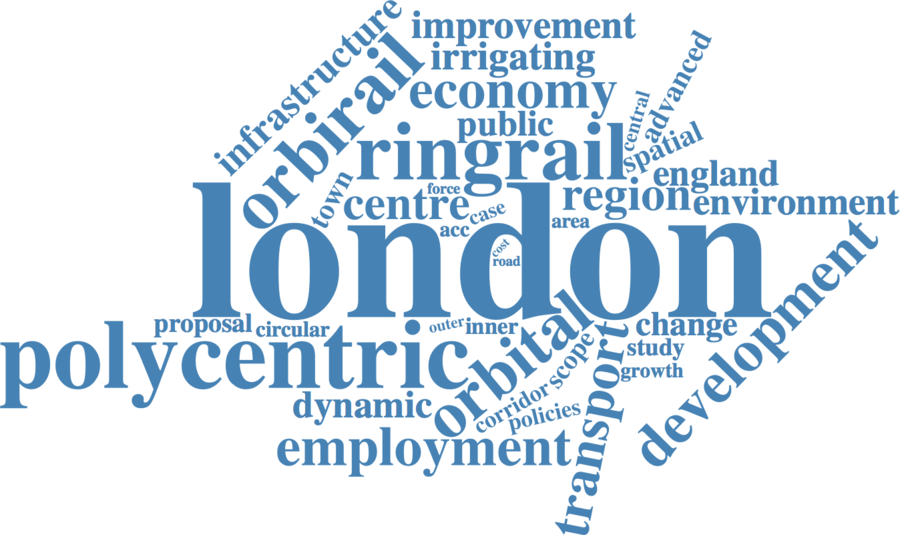 infrastructure
improvement
irrigating
orbirail
economy
advanced
central
public
ringrail
spatial
england
town
force
centre
region
environment
case
acc
area
london
cost
road
development
proposal
circular
outer
inner
orbital
change
polycentric
transport
scope
study
growth
corridor
dynamic
policies
employment